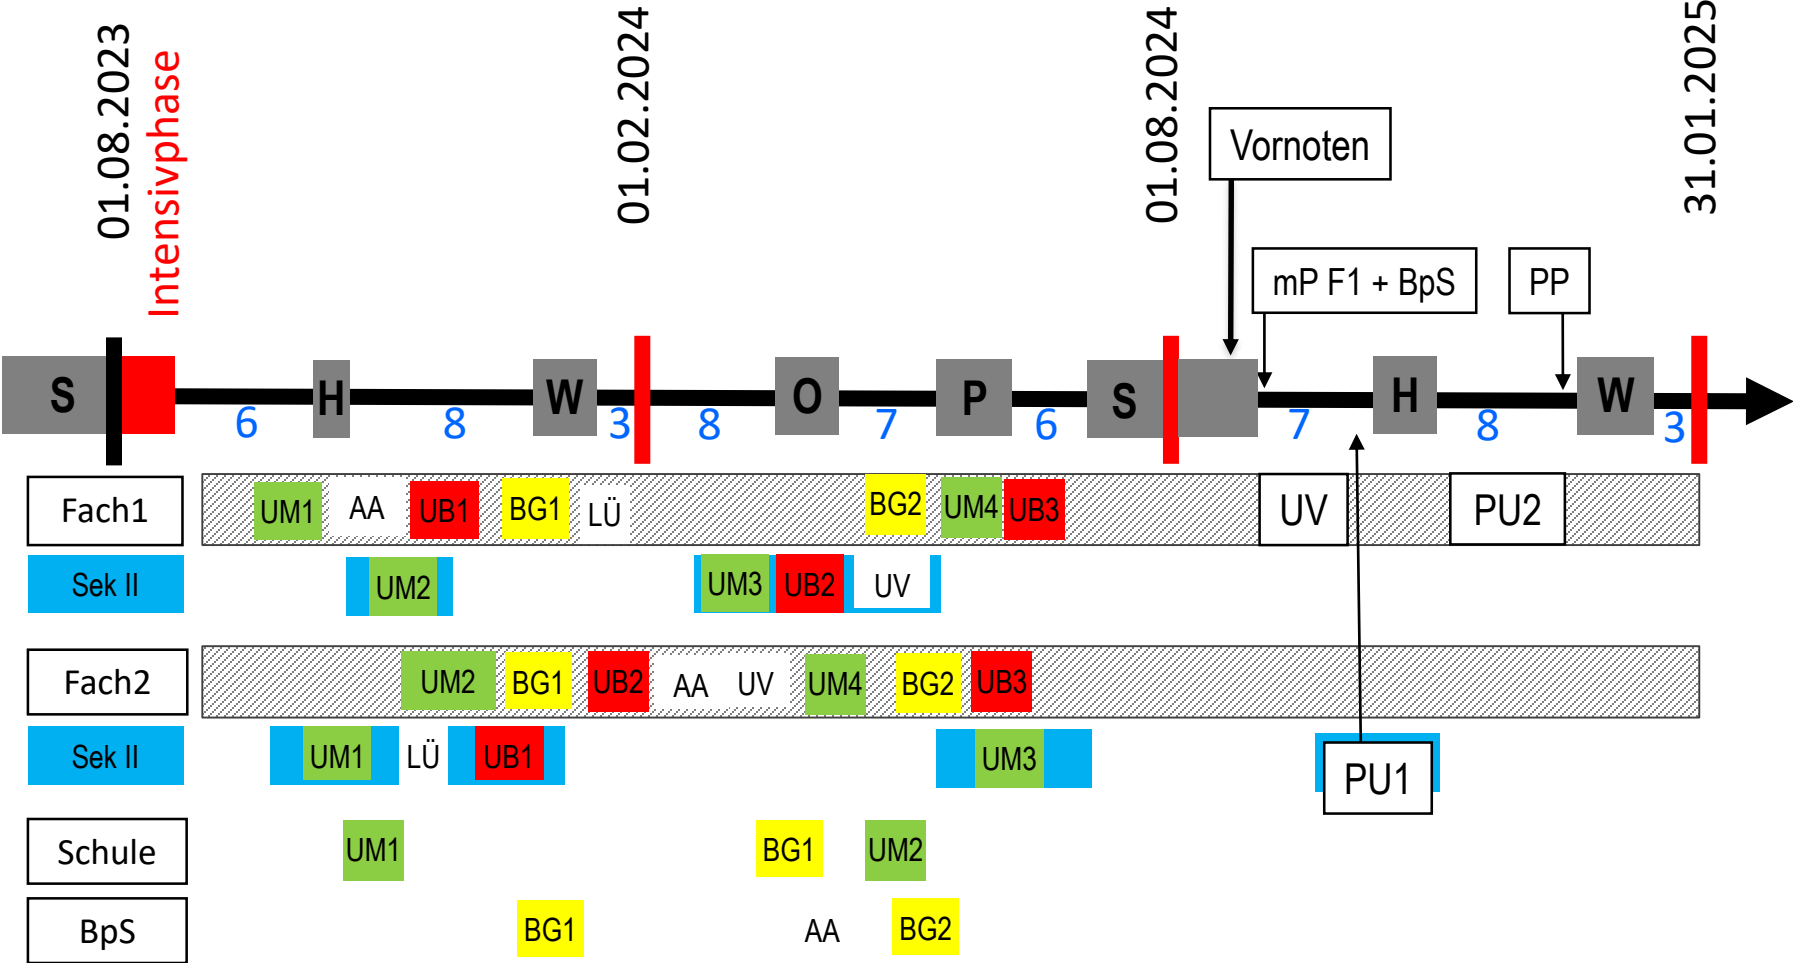 01.08.2023
Intensivphase
01.02.2024
01.08.2024
31.01.2025
Vornoten
mP F1 + BpS
PP
S
H
W
O
P
S
H
W
6
8
3
8
7
6
7
8
3
Fach1
UM1
AA
UB1
BG1
LÜ
BG2
UM4
UB3
UV
PU2
Sek II
UM2
UM3
UB2
UV
Fach2
UM2
BG1
UB2
AA
UV
UM4
BG2
UB3
Sek II
UM1
LÜ
UB1
UM3
PU1
Schule
UM1
BG1
UM2
BpS
BG1
AA
BG2